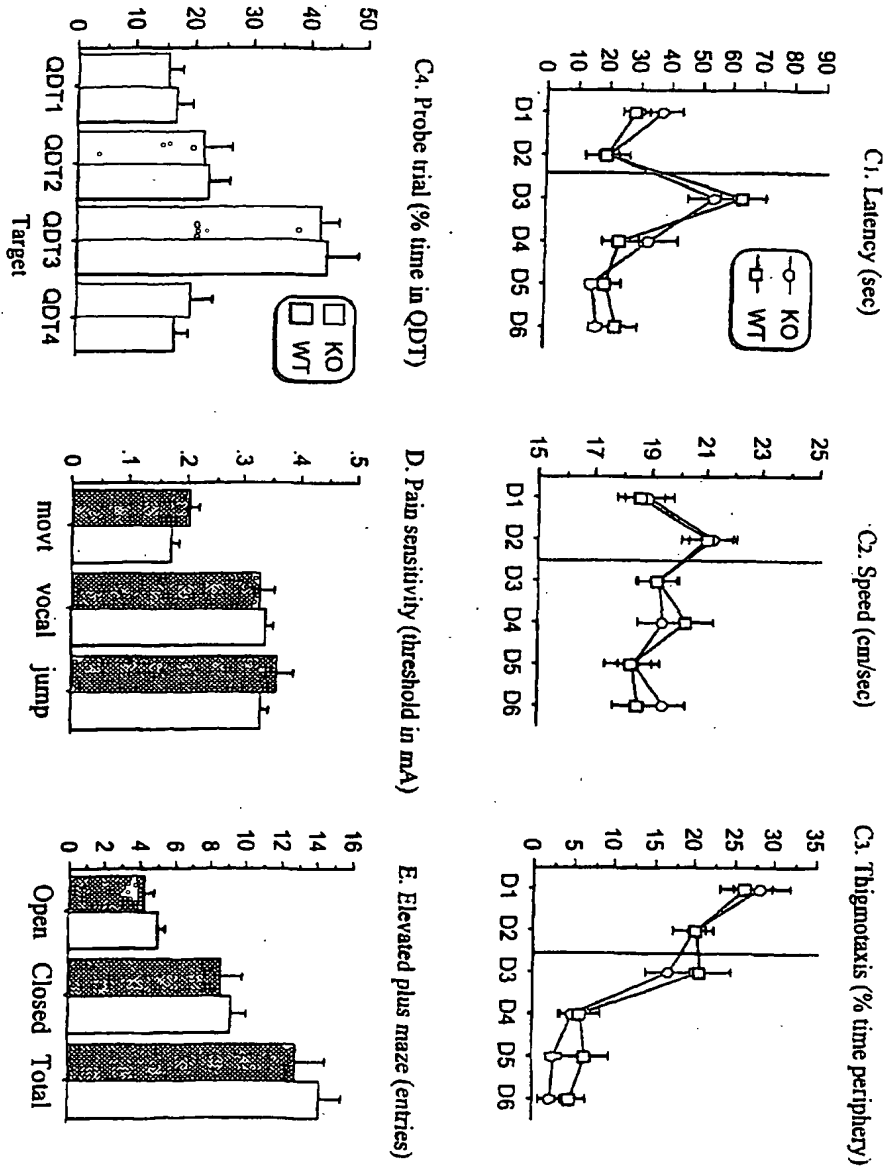 C1. Latency (sec)
90
80
70
60
50
40
30
20
10
0
D1 D2 D3 D4 D5 D6
KO
WT
C2. Speed (cm/sec)
25
23
21
19
17
15
D1 D2 D3 D4 D5 D6
C3. Thigmotaxis (% time periphery)
35
30
25
20
15
10
5
0
D1 D2 D3 D4 D5 D6
C4. Probe trial (% time in QDT)
50
40
30
20
10
0
QDT1 QDT2 QDT3 QDT4
Target
KO
WT
D. Pain sensitivity (threshold in mA)
.5
.4
.3
.2
.1
0
movt vocal jump
E. Elevated plus maze (entries)
16
14
12
10
8
6
4
2
0
Open Closed Total